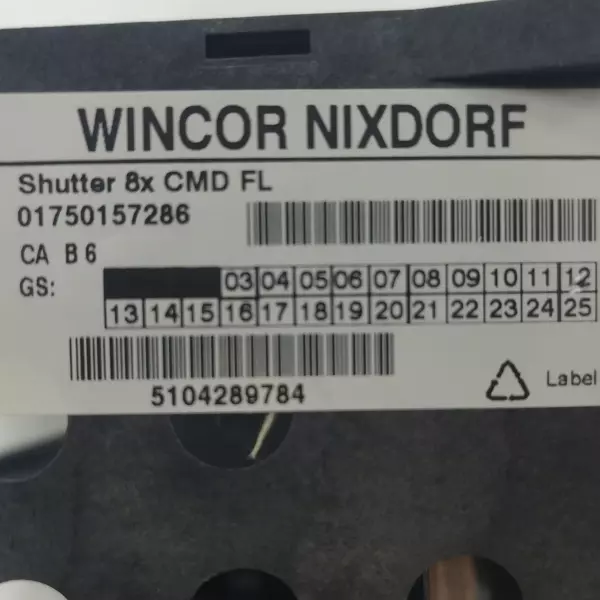 WINCOR NIXDORF
Shutter 8x CMD FL
01750157286
CA B 6
GS:
03 04 05 06 07 08 09 10 11 12
13 14 15 16 17 18 19 20 21 22 23 24 25
5104289784
Label